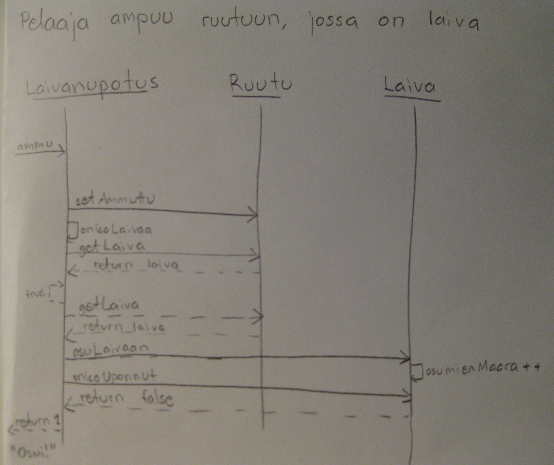 Pelaaja ampuu ruutuun, jossa on laiva
Laivanupotus Ruutu Laiva
ammu
setAmmuttu
onkoLaivaa
getLaiva
return laiva
true;
getLaiva
return laiva
osuLaivaan
osumienMaara++
onkoUponnut
return false
return 1
"Osui!"